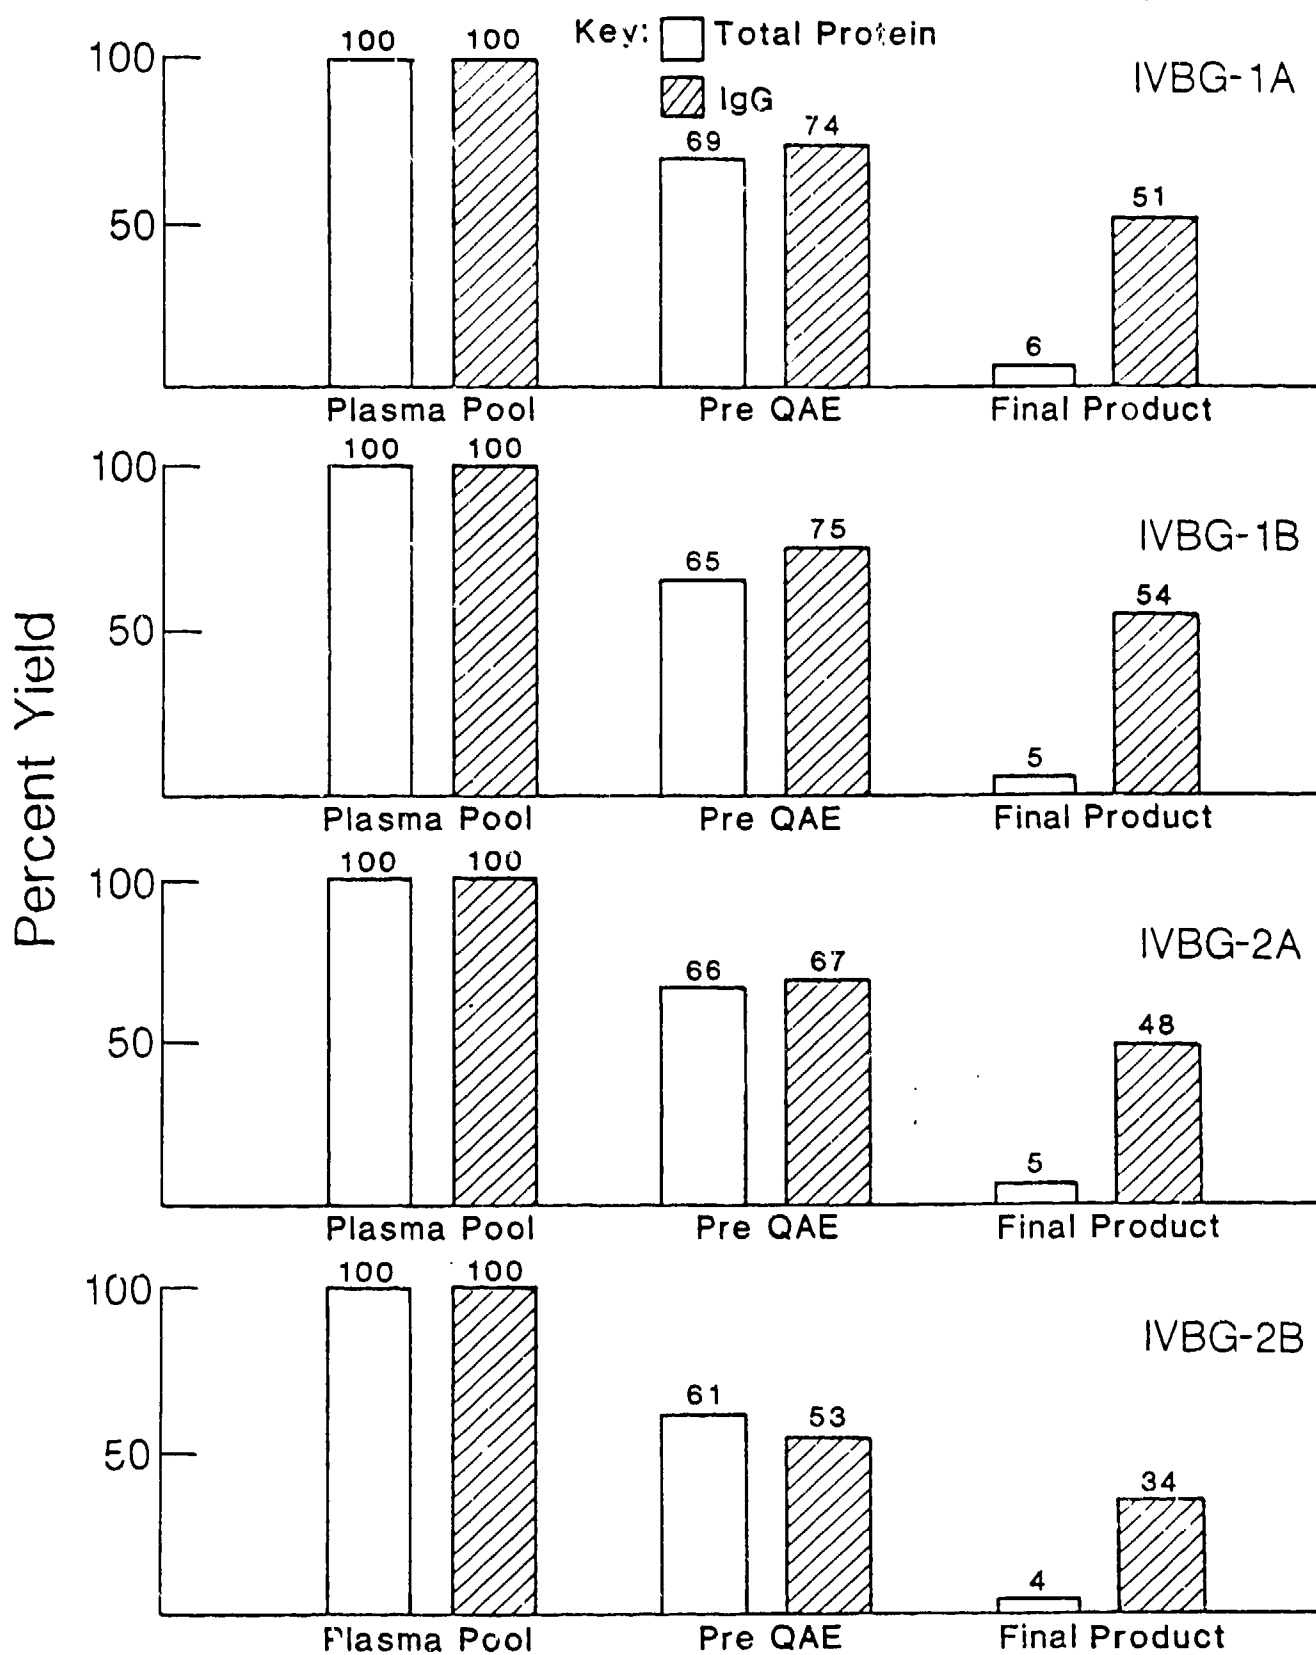 Key: Total Protein
IgG
IVBG-1A
100
50
100 100
69 74
6 51
Plasma Pool Pre QAE Final Product
Percent Yield
IVBG-1B
100
50
100 100
65 75
5 54
Plasma Pool Pre QAE Final Product
IVBG-2A
100
50
100 100
66 67
5 48
Plasma Pool Pre QAE Final Product
IVBG-2B
100
50
100 100
61 53
4 34
Plasma Pool Pre QAE Final Product